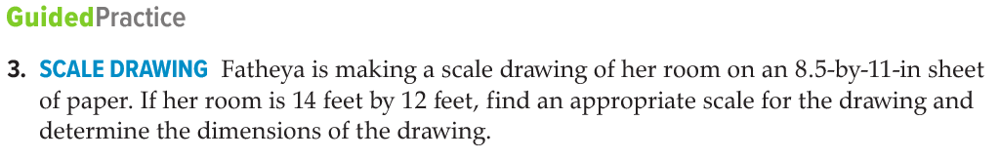 GuidedPractice
3. SCALE DRAWING Fatheya is making a scale drawing of her room on an 8.5-by-11-in sheet
of paper. If her room is 14 feet by 12 feet, find an appropriate scale for the drawing and
determine the dimensions of the drawing.